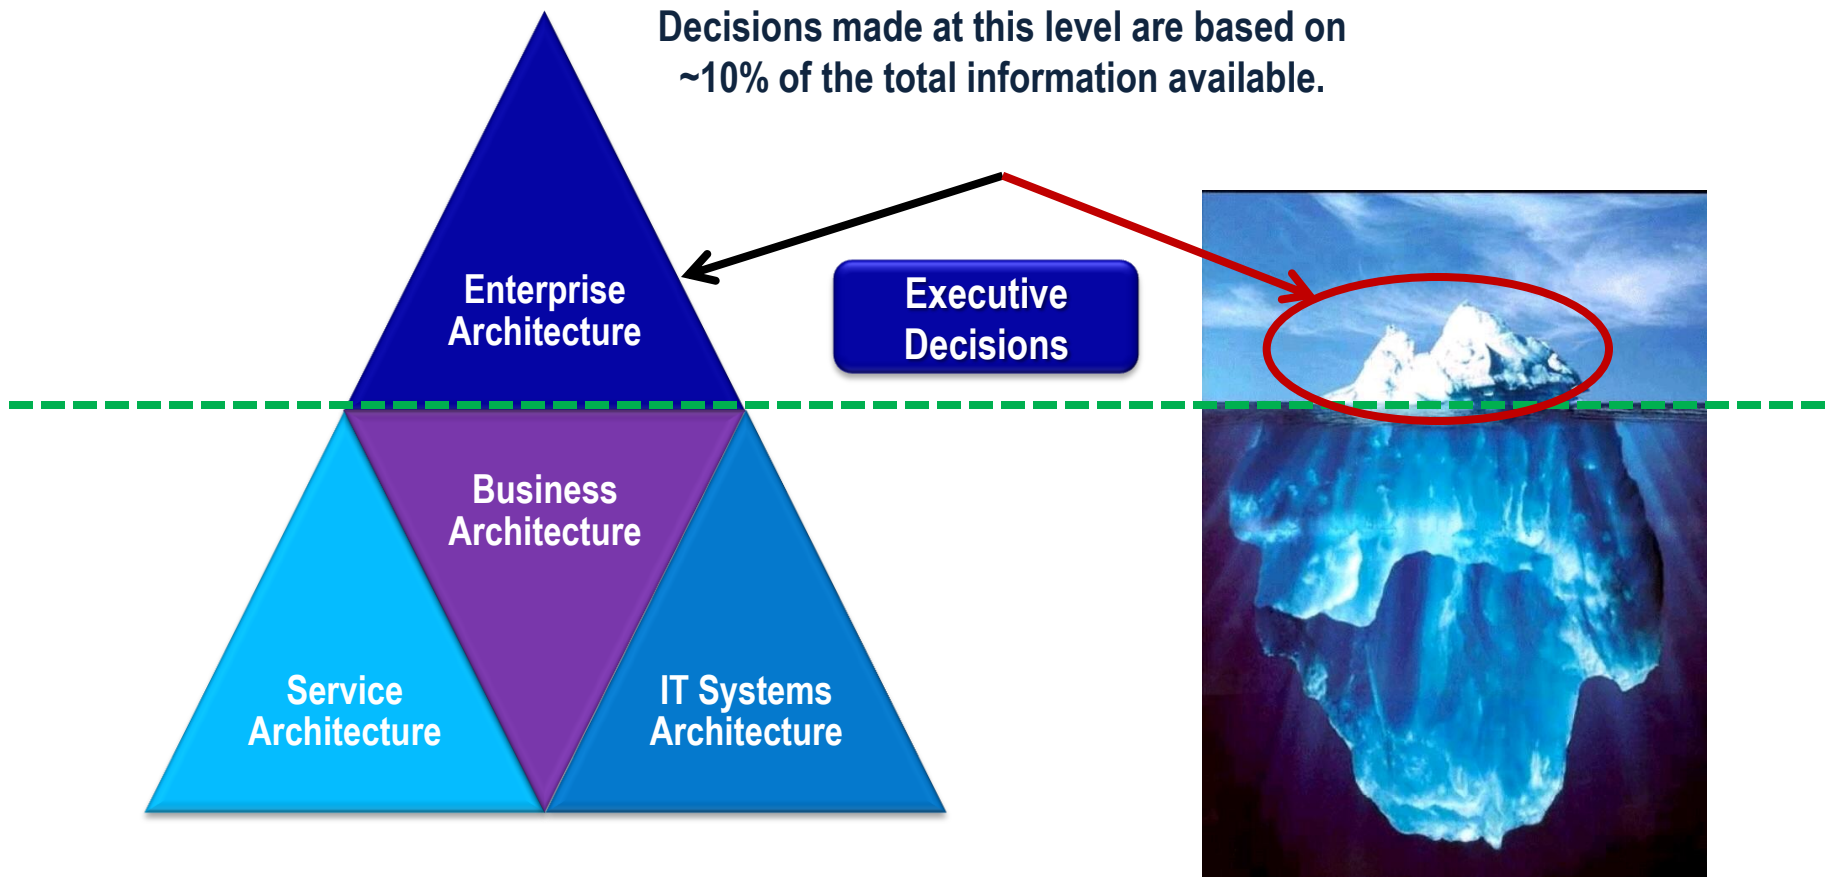 Decisions made at this level are based on
~10% of the total information available.
Enterprise
Architecture
Executive
Decisions
Business
Architecture
Service
Architecture
IT Systems
Architecture